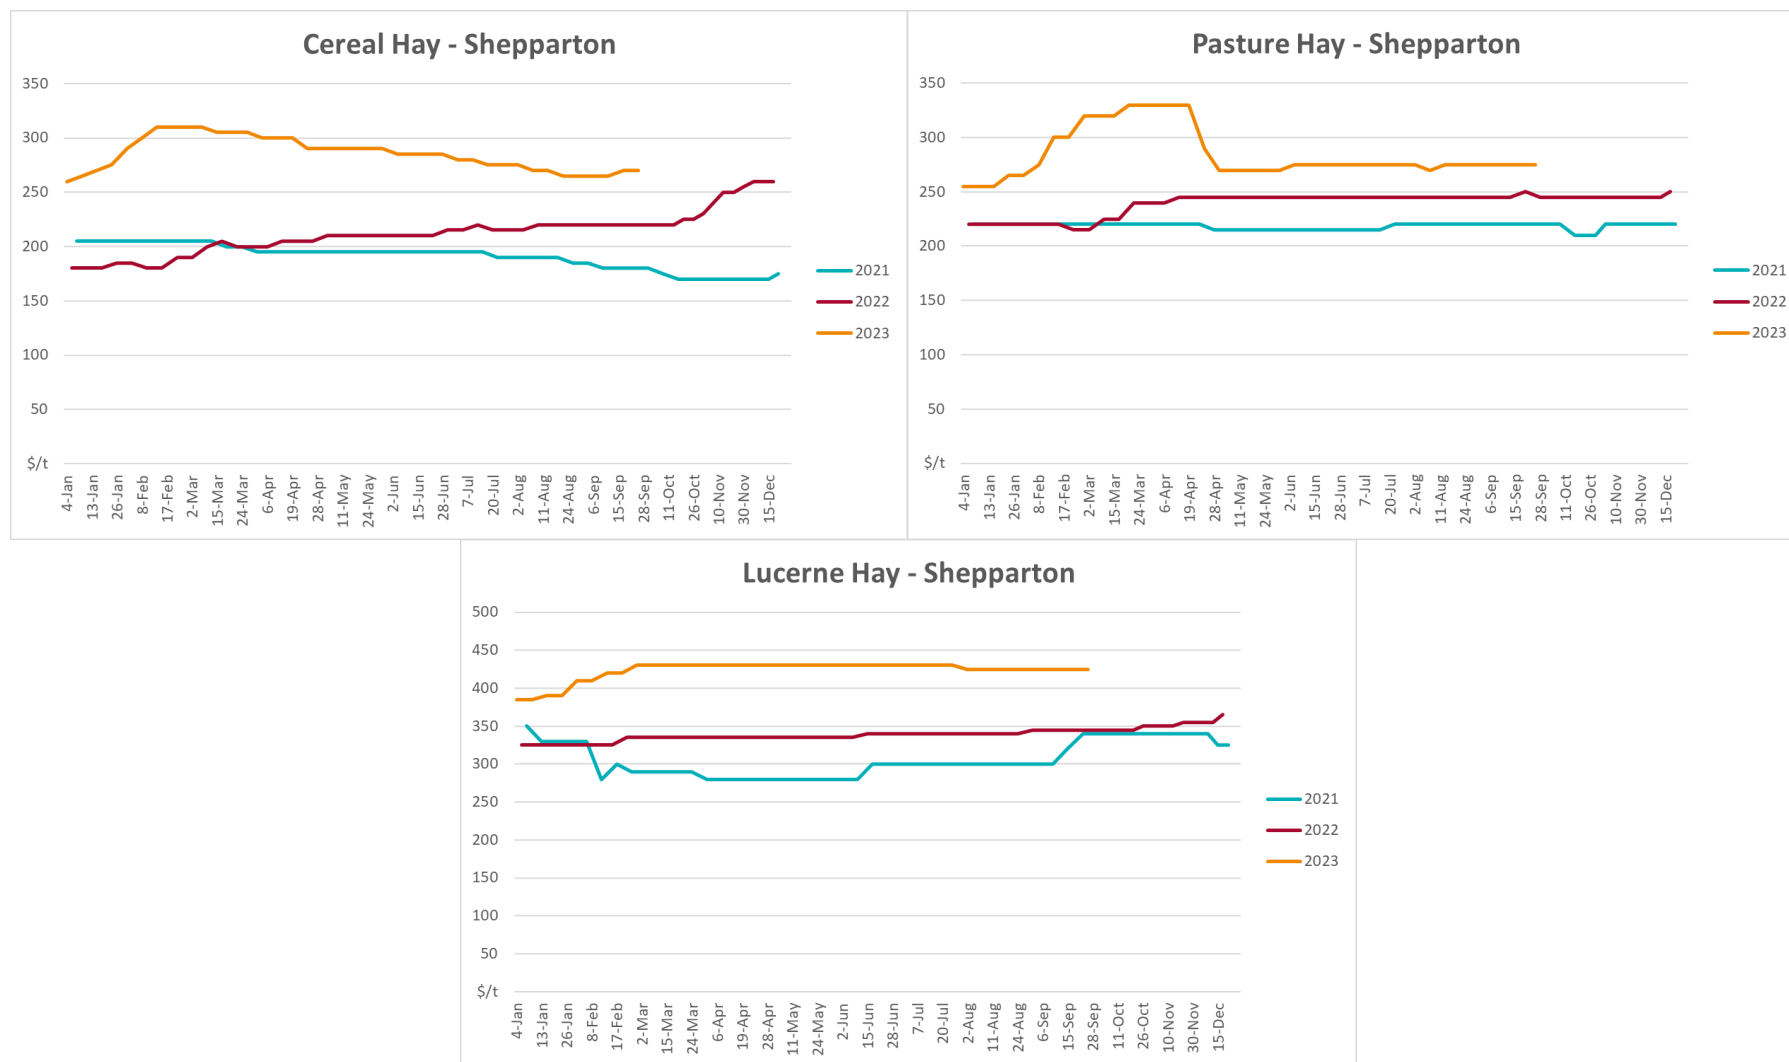 Cereal Hay - Shepparton
350
300
250
200
150
100
50
$/t
4-Jan
13-Jan
26-Jan
8-Feb
17-Feb
2-Mar
15-Mar
24-Mar
6-Apr
19-Apr
28-Apr
11-May
24-May
2-Jun
15-Jun
28-Jun
7-Jul
20-Jul
2-Aug
11-Aug
24-Aug
6-Sep
15-Sep
28-Sep
11-Oct
26-Oct
10-Nov
30-Nov
15-Dec
2021
2022
2023
Pasture Hay - Shepparton
350
300
250
200
150
100
50
$/t
4-Jan
13-Jan
26-Jan
8-Feb
17-Feb
2-Mar
15-Mar
24-Mar
6-Apr
19-Apr
28-Apr
11-May
24-May
2-Jun
15-Jun
28-Jun
7-Jul
20-Jul
2-Aug
11-Aug
24-Aug
6-Sep
15-Sep
28-Sep
11-Oct
26-Oct
10-Nov
30-Nov
15-Dec
2021
2022
2023
Lucerne Hay - Shepparton
500
450
400
350
300
250
200
150
100
50
$/t
4-Jan
13-Jan
26-Jan
8-Feb
17-Feb
2-Mar
15-Mar
24-Mar
6-Apr
19-Apr
28-Apr
11-May
24-May
2-Jun
15-Jun
28-Jun
7-Jul
20-Jul
2-Aug
11-Aug
24-Aug
6-Sep
15-Sep
28-Sep
11-Oct
26-Oct
10-Nov
30-Nov
15-Dec
2021
2022
2023